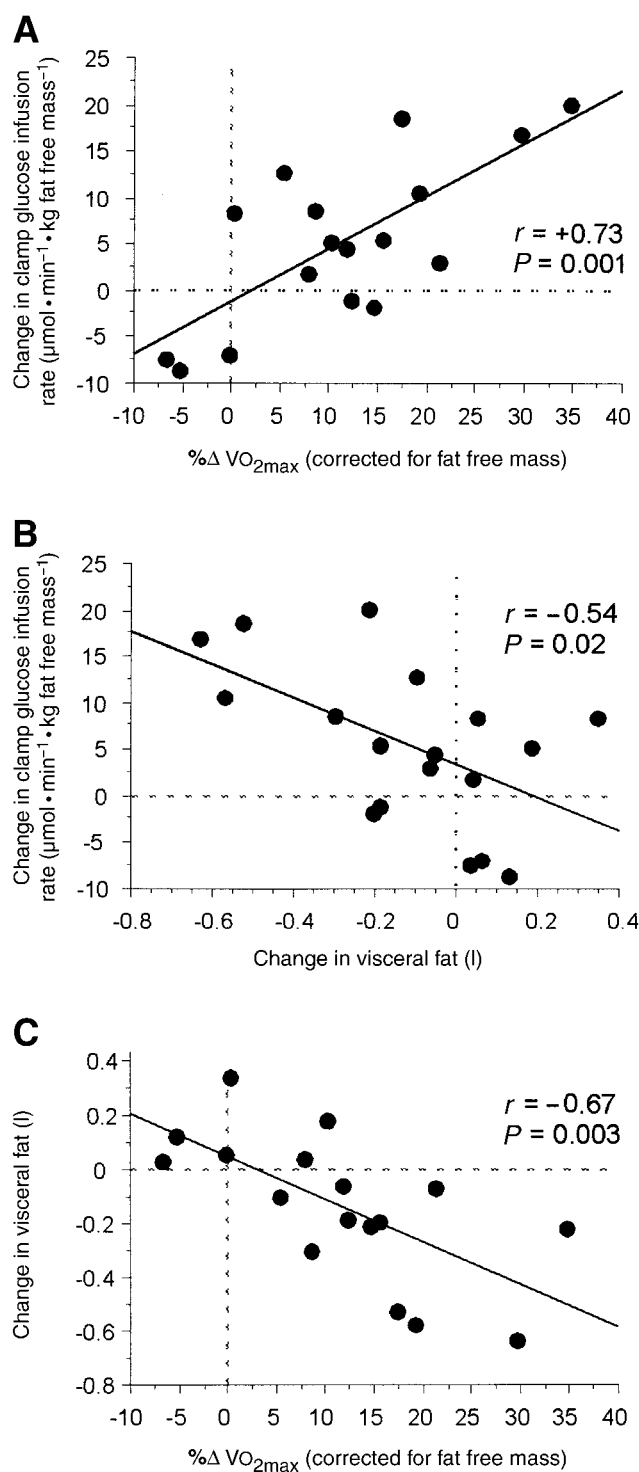 A
Change in clamp glucose infusion
rate (µmol • min⁻¹ • kg fat free mass⁻¹)
25
20
15
10
5
0
-5
-10
r = +0.73
P = 0.001
-10 -5 0 5 10 15 20 25 30 35 40
%Δ VO2max (corrected for fat free mass)
B
Change in clamp glucose infusion
rate (µmol • min⁻¹ • kg fat free mass⁻¹)
25
20
15
10
5
0
-5
-10
r = −0.54
P = 0.02
-0.8 -0.6 -0.4 -0.2 0 0.2 0.4
Change in visceral fat (l)
C
Change in visceral fat (l)
0.4
0.2
0
-0.2
-0.4
-0.6
-0.8
r = −0.67
P = 0.003
-10 -5 0 5 10 15 20 25 30 35 40
%Δ VO2max (corrected for fat free mass)